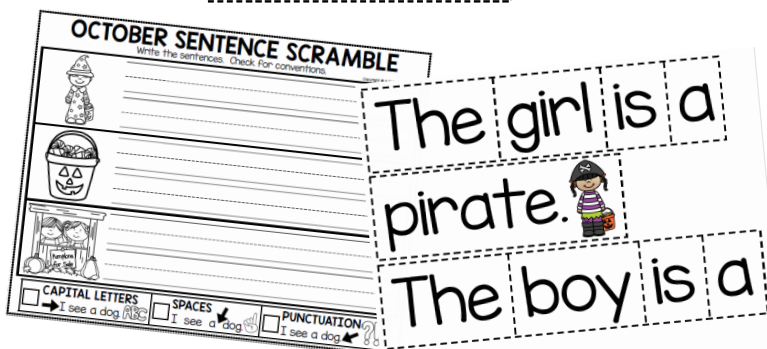 OCTOBER SENTENCE SCRAMBLE
Write the sentences. Check for conventions.
Pumpkins
for Sale
CAPITAL LETTERS
I see a dog. ABC
SPACES
I see a dog.
PUNCTUATION
I see a dog. ?!
The girl is a
pirate.
The boy is a